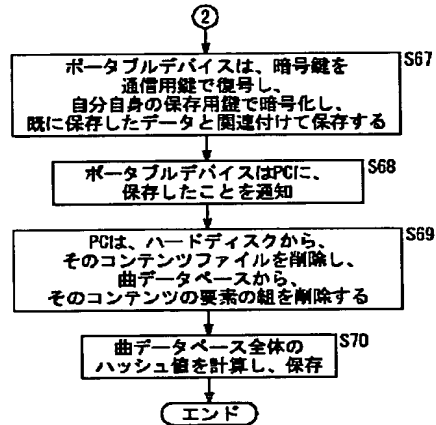 2
S67
ポータブルデバイスは、暗号鍵を
通信用鍵で復号し、
自分自身の保存用鍵で暗号化し、
既に保存したデータと関連付けて保存する
S68
ポータブルデバイスはPCに、
保存したことを通知
S69
PCは、ハードディスクから、
そのコンテンツファイルを削除し、
曲データベースから、
そのコンテンツの要素の組を削除する
S70
曲データベース全体の
ハッシュ値を計算し、保存
エンド